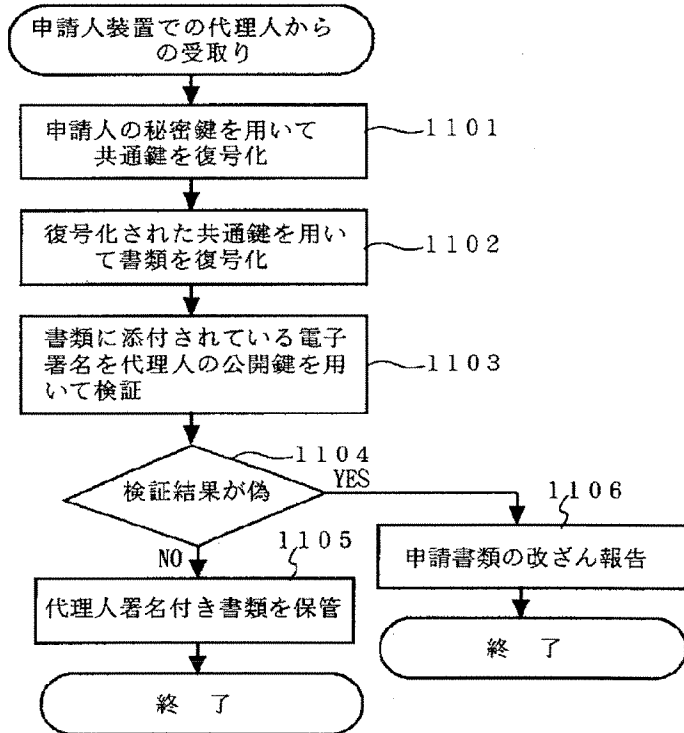 申請人装置での代理人から
の受取り
申請人の秘密鍵を用いて
共通鍵を復号化
1101
復号化された共通鍵を用い
て書類を復号化
1102
書類に添付されている電子
署名を代理人の公開鍵を用
いて検証
1103
1104
検証結果が偽
YES
NO
1105
代理人署名付き書類を保管
終 了
1106
申請書類の改ざん報告
終 了